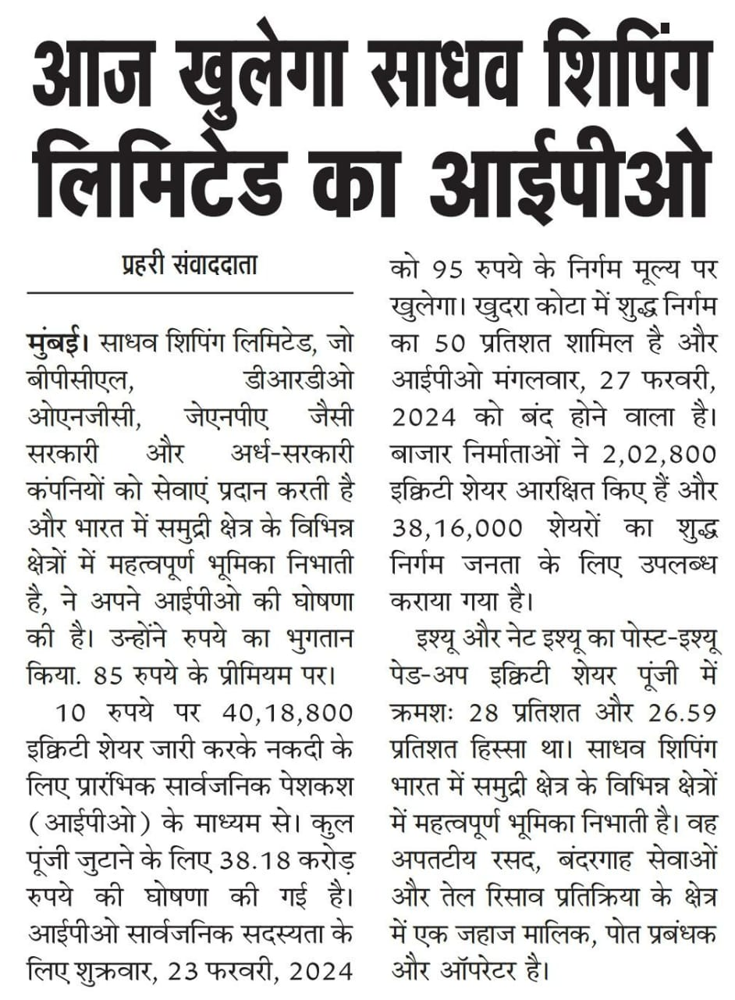 आज खुलेगा साधव शिपिंग
लिमिटेड का आईपीओ
प्रहरी संवाददाता
मुंबई। साधव शिपिंग लिमिटेड, जो
बीपीसीएल, डीआरडीओ
ओएनजीसी, जेएनपीए जैसी
सरकारी और अर्ध-सरकारी
कंपनियों को सेवाएं प्रदान करती है
और भारत में समुद्री क्षेत्र के विभिन्न
क्षेत्रों में महत्वपूर्ण भूमिका निभाती
है, ने अपने आईपीओ की घोषणा
की है। उन्होंने रुपये का भुगतान
किया. 85 रुपये के प्रीमियम पर।
10 रुपये पर 40,18,800
इक्विटी शेयर जारी करके नकदी के
लिए प्रारंभिक सार्वजनिक पेशकश
(आईपीओ) के माध्यम से। कुल
पूंजी जुटाने के लिए 38.18 करोड़
रुपये की घोषणा की गई है।
आईपीओ सार्वजनिक सदस्यता के
लिए शुक्रवार, 23 फरवरी, 2024
को 95 रुपये के निर्गम मूल्य पर
खुलेगा। खुदरा कोटा में शुद्ध निर्गम
का 50 प्रतिशत शामिल है और
आईपीओ मंगलवार, 27 फरवरी,
2024 को बंद होने वाला है।
बाजार निर्माताओं ने 2,02,800
इक्विटी शेयर आरक्षित किए हैं और
38,16,000 शेयरों का शुद्ध
निर्गम जनता के लिए उपलब्ध
कराया गया है।
इश्यू और नेट इश्यू का पोस्ट-इश्यू
पेड-अप इक्विटी शेयर पूंजी में
क्रमशः 28 प्रतिशत और 26.59
प्रतिशत हिस्सा था। साधव शिपिंग
भारत में समुद्री क्षेत्र के विभिन्न क्षेत्रों
में महत्वपूर्ण भूमिका निभाती है। वह
अपतटीय रसद, बंदरगाह सेवाओं
और तेल रिसाव प्रतिक्रिया के क्षेत्र
में एक जहाज मालिक, पोत प्रबंधक
और ऑपरेटर है।